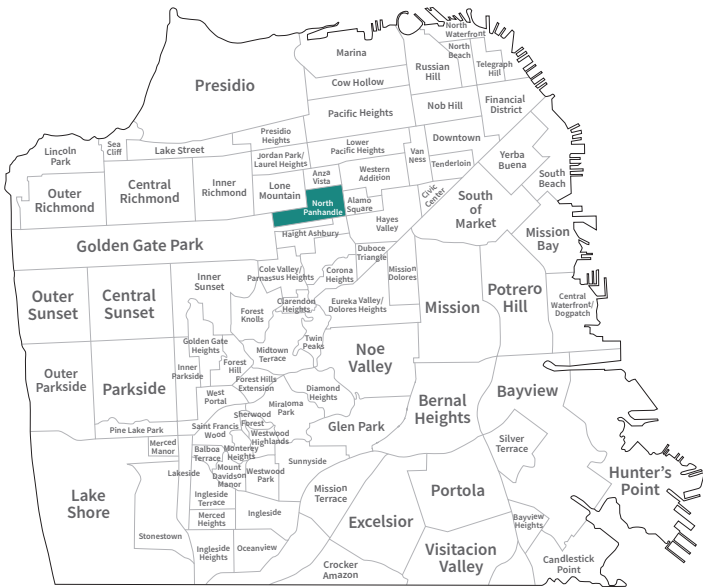 North
Waterfront
North
Beach
Telegraph
Hill
Marina
Russian
Hill
Presidio
Cow Hollow
Nob Hill
Financial
District
Pacific Heights
Presidio
Heights
Lower
Pacific Heights
Downtown
Lincoln
Park
Sea
Cliff
Lake Street
Jordan Park/
Laurel Heights
Van
Ness
Tenderloin
Yerba
Buena
Anza
Vista
Western
Addition
South
Beach
Outer
Richmond
Central
Richmond
Inner
Richmond
Lone
Mountain
North
Panhandle
Alamo
Square
Civic
Center
South
of
Market
Hayes
Valley
Mission
Bay
Golden Gate Park
Haight Ashbury
Duboce
Triangle
Inner
Sunset
Cole Valley/
Parnassus Heights
Corona
Heights
Mission
Dolores
Outer
Sunset
Central
Sunset
Clarendon
Heights
Eureka Valley/
Dolores Heights
Mission
Potrero
Hill
Central
Waterfront/
Dogpatch
Forest
Knolls
Golden Gate
Heights
Midtown
Terrace
Twin
Peaks
Noe
Valley
Outer
Parkside
Parkside
Inner
Parkside
Forest
Hill
Forest Hills
Extension
Diamond
Heights
Bayview
West
Portal
Miraloma
Park
Bernal
Heights
Pine Lake Park
Saint Francis
Wood
Sherwood
Forest
Westwood
Highlands
Glen Park
Merced
Manor
Balboa
Terrace
Monterey
Heights
Silver
Terrace
Lakeside
Mount
Davidson
Manor
Westwood
Park
Sunnyside
Hunter's
Point
Lake
Shore
Ingleside
Terrace
Mission
Terrace
Portola
Merced
Heights
Ingleside
Excelsior
Bayview
Heights
Stonestown
Ingleside
Heights
Oceanview
Visitacion
Valley
Crocker
Amazon
Candlestick
Point